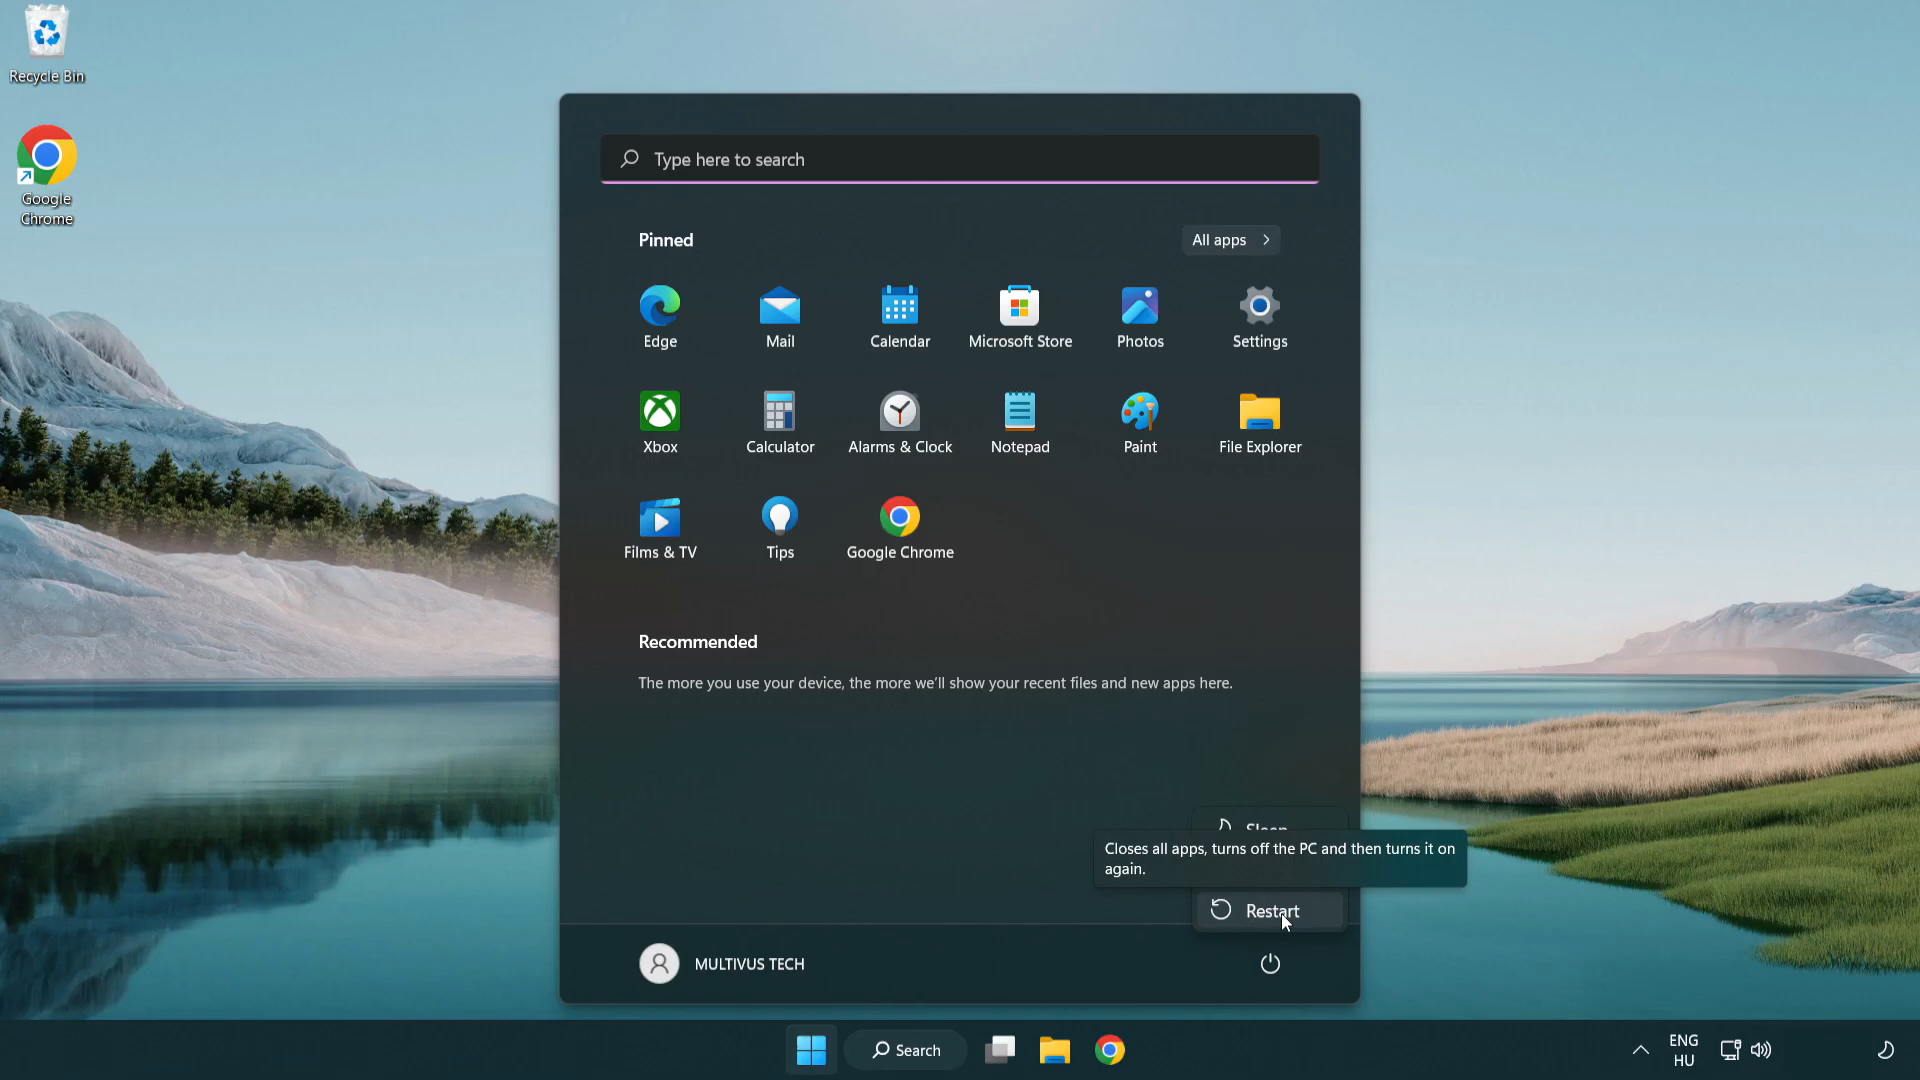 Recycle Bin
Google
Chrome
Type here to search
Pinned
All apps
Edge
Mail
Calendar
Microsoft Store
Photos
Settings
Xbox
Calculator
Alarms & Clock
Notepad
Paint
File Explorer
Films & TV
Tips
Google Chrome
Recommended
The more you use your device, the more we'll show your recent files and new apps here.
Sleep
Closes all apps, turns off the PC and then turns it on
again.
Restart
MULTIVUS TECH
Search
ENG
HU